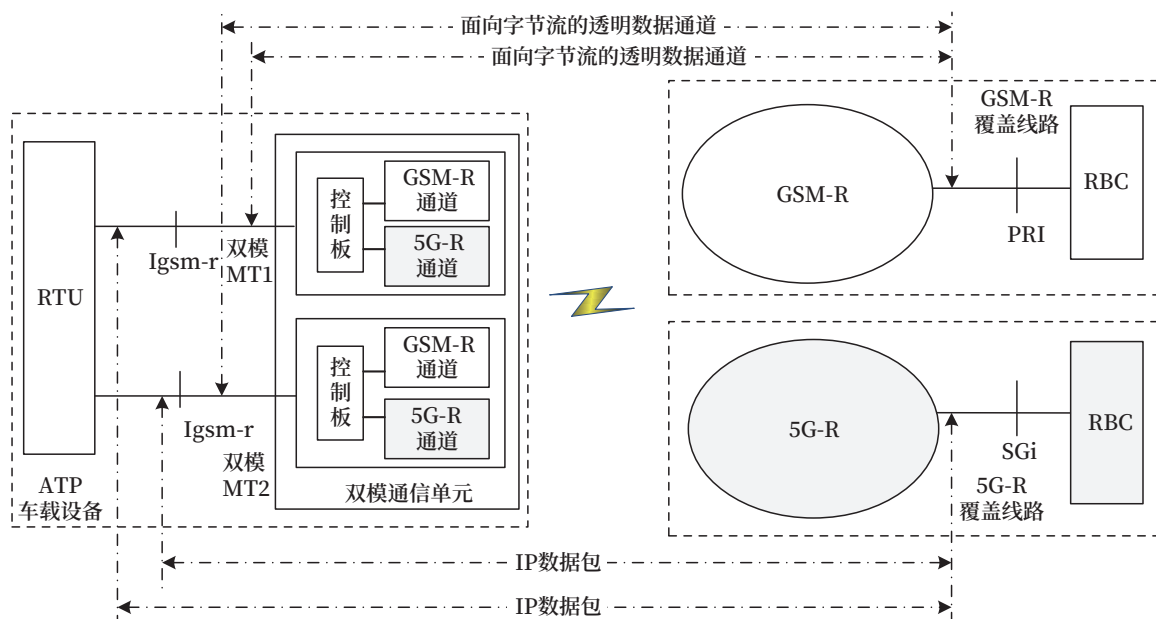 面向字节流的透明数据通道
面向字节流的透明数据通道
RTU
Igsm-r
双模
MT1
控
制
板
GSM-R
通道
5G-R
通道
Igsm-r
双模
MT2
控
制
板
GSM-R
通道
5G-R
通道
双模通信单元
ATP
车载设备
GSM-R
GSM-R
覆盖线路
PRI
RBC
5G-R
SGi
5G-R
覆盖线路
RBC
IP数据包
IP数据包